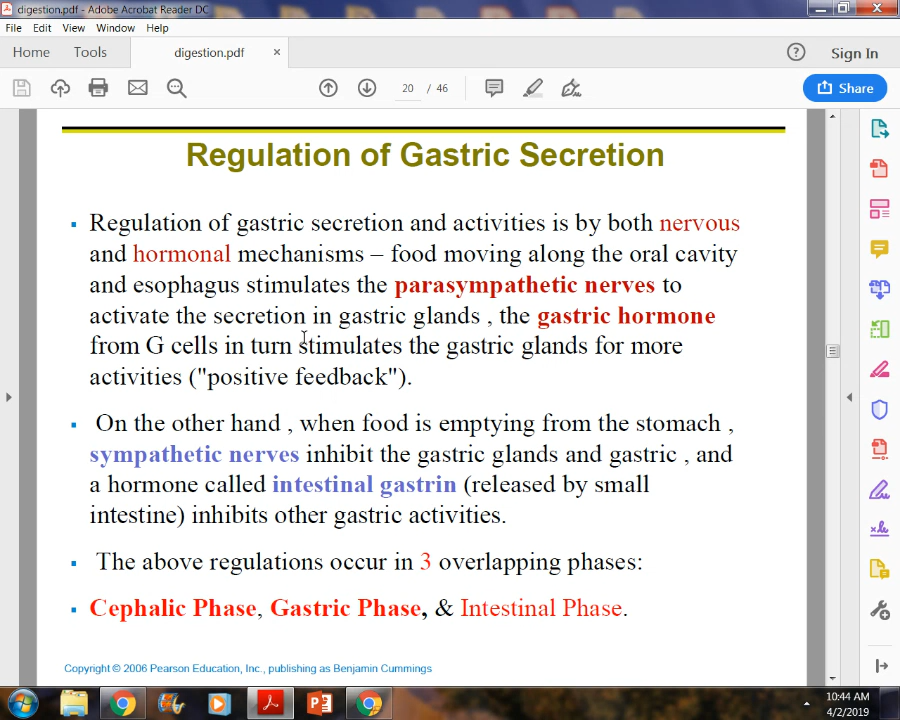 digestion.pdf - Adobe Acrobat Reader DC
File Edit View Window Help
Home Tools digestion.pdf × Sign In
20 / 46 Share
Regulation of Gastric Secretion
▪ Regulation of gastric secretion and activities is by both nervous
and hormonal mechanisms – food moving along the oral cavity
and esophagus stimulates the parasympathetic nerves to
activate the secretion in gastric glands , the gastric hormone
from G cells in turn stimulates the gastric glands for more
activities ("positive feedback").
▪ On the other hand , when food is emptying from the stomach ,
sympathetic nerves inhibit the gastric glands and gastric , and
a hormone called intestinal gastrin (released by small
intestine) inhibits other gastric activities.
▪ The above regulations occur in 3 overlapping phases:
▪ Cephalic Phase, Gastric Phase, & Intestinal Phase.
Copyright © 2006 Pearson Education, Inc., publishing as Benjamin Cummings
10:44 AM
4/2/2019